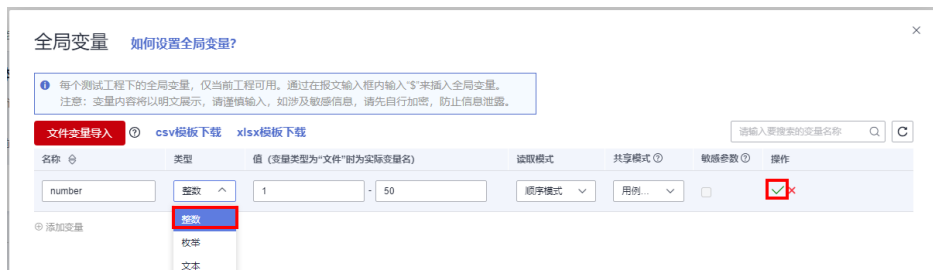 全局变量 如何设置全局变量?
每个测试工程下的全局变量，仅当前工程可用。通过在报文输入框内输入“$”来插入全局变量。
注意：变量内容将以明文展示，请谨慎输入，如涉及敏感信息，请先自行加密，防止信息泄露。
文件变量导入 csv模板下载 xlsx模板下载 请输入要搜索的变量名称
名称 类型 值（变量类型为“文件”时为实际变量名） 读取模式 共享模式 敏感参数 操作
number 整数 1 - 50 顺序模式 用例...
整数
添加变量
枚举
文本